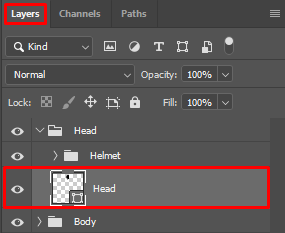 Layers Channels Paths
Kind
Normal Opacity: 100%
Lock: Fill: 100%
Head
Helmet
Head
Body